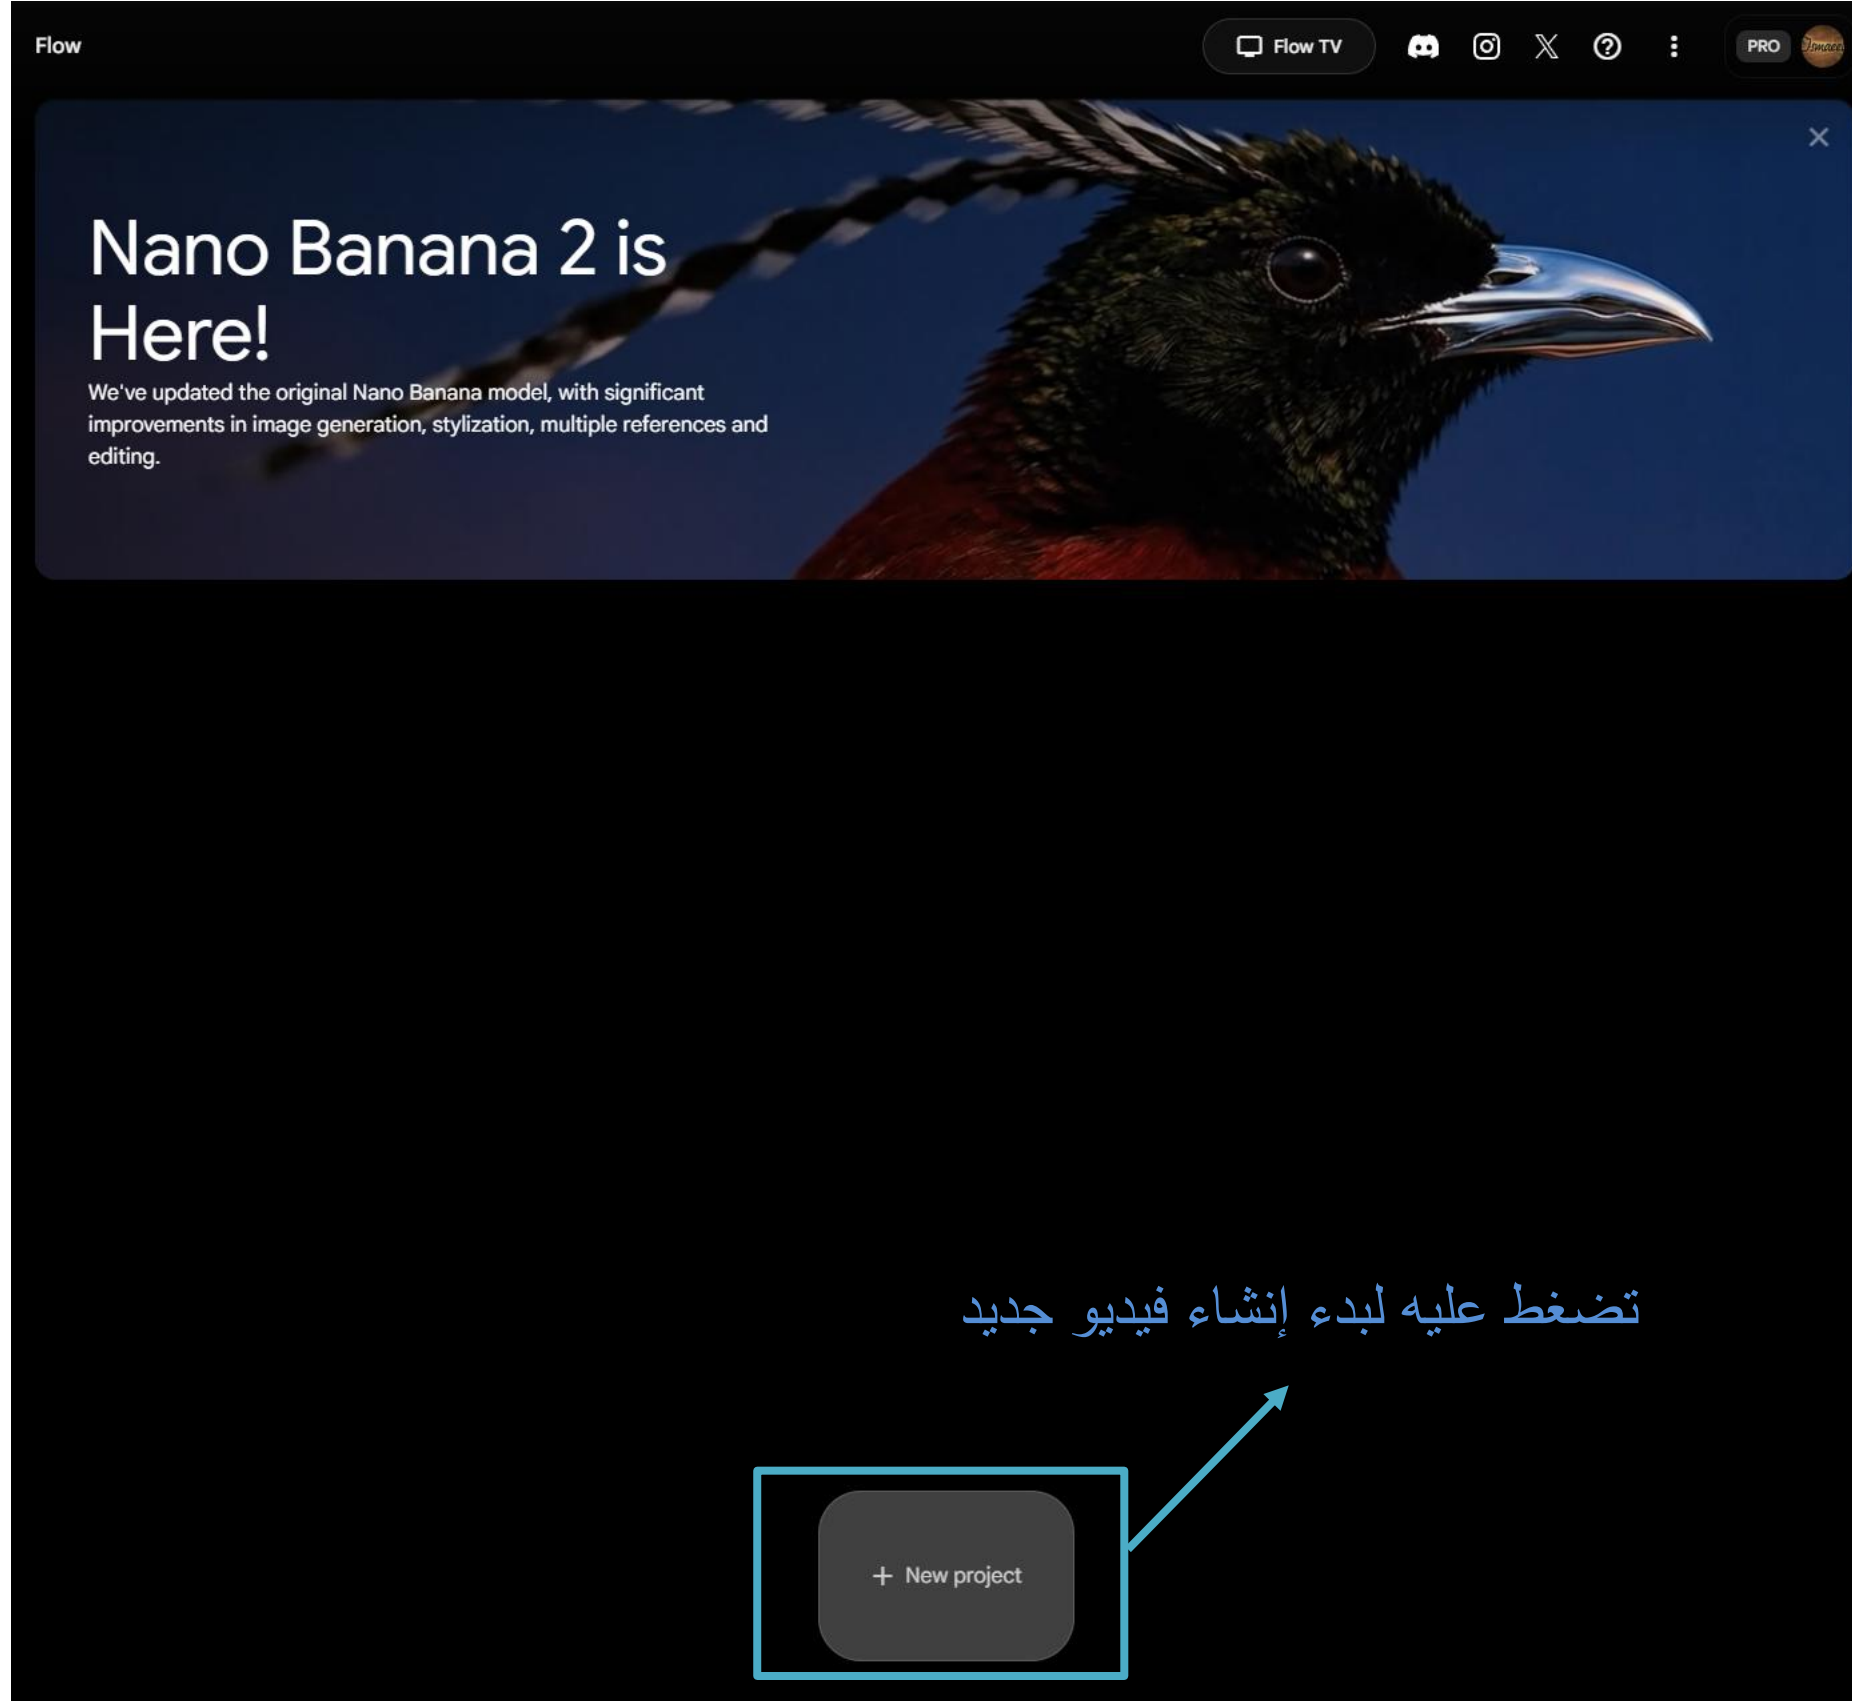 Flow
Flow TV
PRO
Nano Banana 2 is
Here!
We've updated the original Nano Banana model, with significant
improvements in image generation, stylization, multiple references and
editing.
تضغط عليه لبدء إنشاء فيديو جديد
+ New project